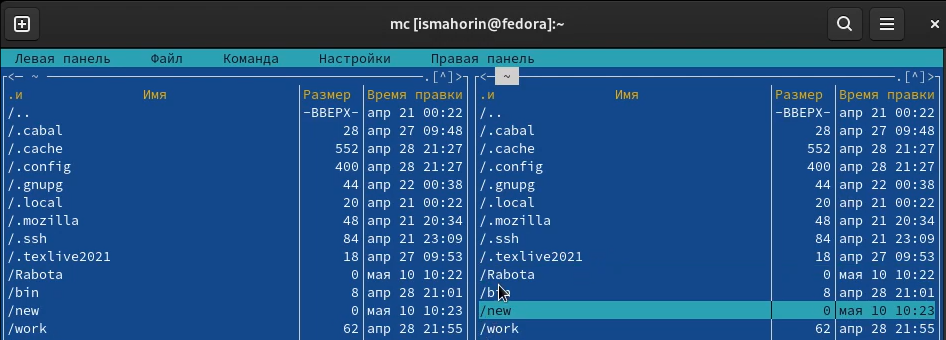 mc [ismahorin@fedora]:~
Левая панель Файл Команда Настройки Правая панель
<— ~ .[^]> <— ~ .[^]>
.и Имя Размер Время правки .и Имя Размер Время правки
/.. -ВВЕРХ- апр 21 00:22 /.. -ВВЕРХ- апр 21 00:22
/.cabal 28 апр 27 09:48 /.cabal 28 апр 27 09:48
/.cache 552 апр 28 21:27 /.cache 552 апр 28 21:27
/.config 400 апр 28 21:27 /.config 400 апр 28 21:27
/.gnupg 44 апр 22 00:38 /.gnupg 44 апр 22 00:38
/.local 20 апр 21 00:22 /.local 20 апр 21 00:22
/.mozilla 48 апр 21 20:34 /.mozilla 48 апр 21 20:34
/.ssh 84 апр 21 23:09 /.ssh 84 апр 21 23:09
/.texlive2021 18 апр 27 09:53 /.texlive2021 18 апр 27 09:53
/Rabota 0 мая 10 10:22 /Rabota 0 мая 10 10:22
/bin 8 апр 28 21:01 /bin 8 апр 28 21:01
/new 0 мая 10 10:23 /new 0 мая 10 10:23
/work 62 апр 28 21:55 /work 62 апр 28 21:55